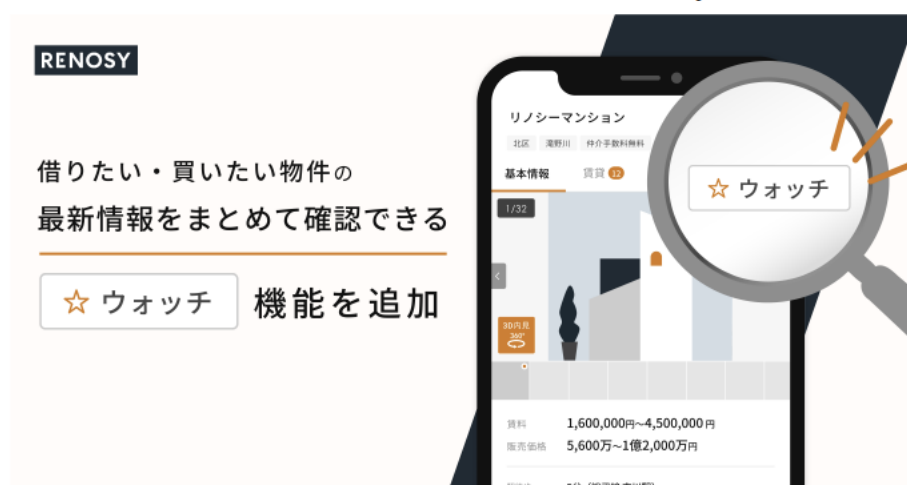 RENOSY
借りたい・買いたい物件の
最新情報をまとめて確認できる
☆ ウォッチ 機能を追加
リノシーマンション
北区 滝野川 仲介手数料無料
基本情報 賃貸 12
1/32
☆ ウォッチ
3D内見
360°
賃料 1,600,000円〜4,500,000円
販売価格 5,600万〜1億2,000万円